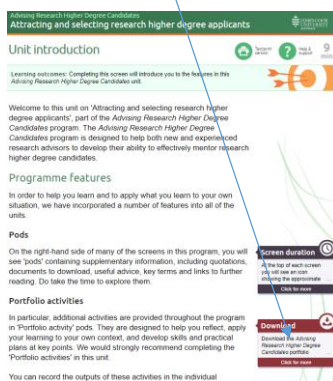 Advising Research Higher Degree Candidates
Attracting and selecting research higher degree applicants
Unit introduction
Help &
9
min
Learning outcomes: Completing this screen will introduce you to the features in this
Advising Research Higher Degree Candidates unit.
Welcome to this unit on 'Attracting and selecting research higher
degree applicants', part of the Advising Research Higher Degree
Candidates program. The Advising Research Higher Degree
Candidates program is designed to help both new and experienced
research advisors to develop their ability to effectively mentor research
higher degree candidates.
Programme features
In order to help you learn and to apply what you learn to your own
situation, we have incorporated a number of features into all of the
units.
Pods
On the right-hand side of many of the screens in this program, you will
see 'pods' containing supplementary information, including quotations,
documents to download, useful advice, key terms and links to further
reading. Do take the time to explore them.
Screen duration
At the top of each screen
you will see an icon
showing the approximate
Click for more
Portfolio activities
In particular, additional activities are provided throughout the program
in 'Portfolio activity' pods. They are designed to help you reflect, apply
your learning to your own context, and develop skills and practical
plans at key points. We would strongly recommend completing the
'Portfolio activities' in this unit.
Download
Download the Advising
Research Higher Degree
Candidates portfolio
Click for more
You can record the outputs of these activities in the individual